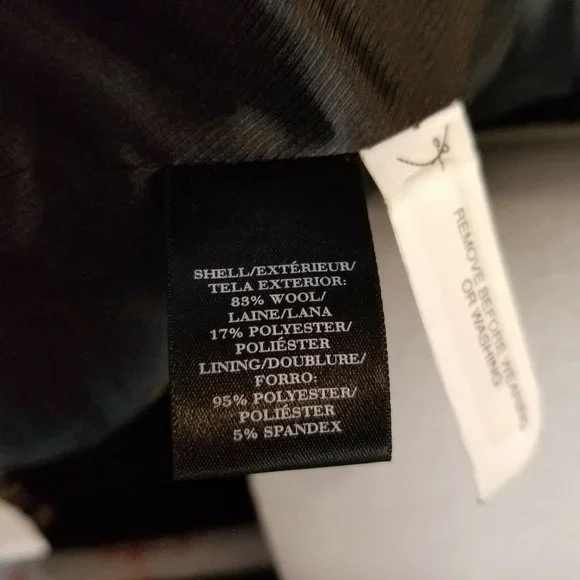 SHELL/EXTÉRIEUR/
TELA EXTERIOR:
83% WOOL/
LAINE/LANA
17% POLYESTER/
POLIÉSTER
LINING/DOUBLURE/
FORRO:
95% POLYESTER/
POLIÉSTER
5% SPANDEX
REMOVE BEFORE WEARING
OR WASHING